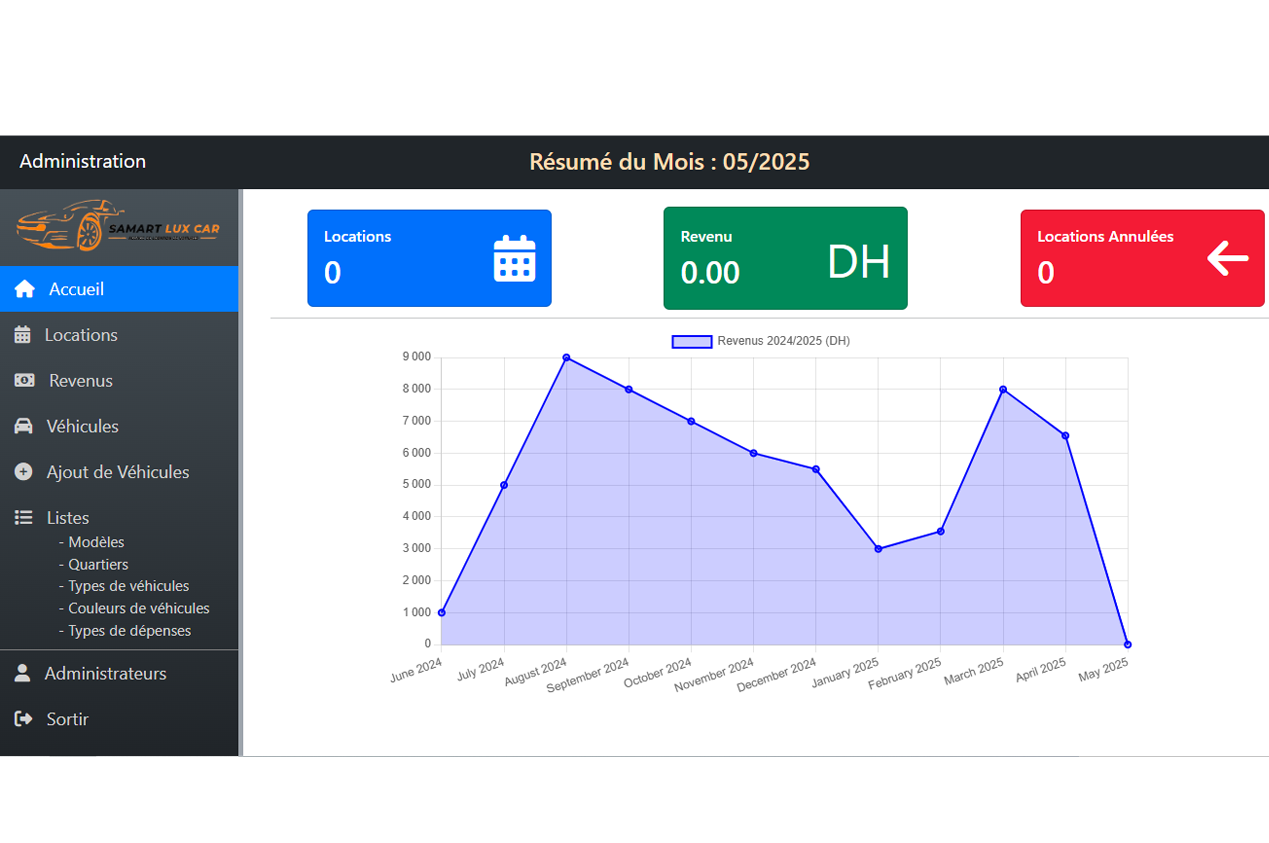 Administration
Résumé du Mois : 05/2025
SAMART LUX CAR
Accueil
Locations
Revenus
Véhicules
Ajout de Véhicules
Listes
- Modèles
- Quartiers
- Types de véhicules
- Couleurs de véhicules
- Types de dépenses
Administrateurs
Sortir
Locations
0
Revenu
0.00
DH
Locations Annulées
0
Revenus 2024/2025 (DH)
9 000
8 000
7 000
6 000
5 000
4 000
3 000
2 000
1 000
0
June 2024
July 2024
August 2024
September 2024
October 2024
November 2024
December 2024
January 2025
February 2025
March 2025
April 2025
May 2025